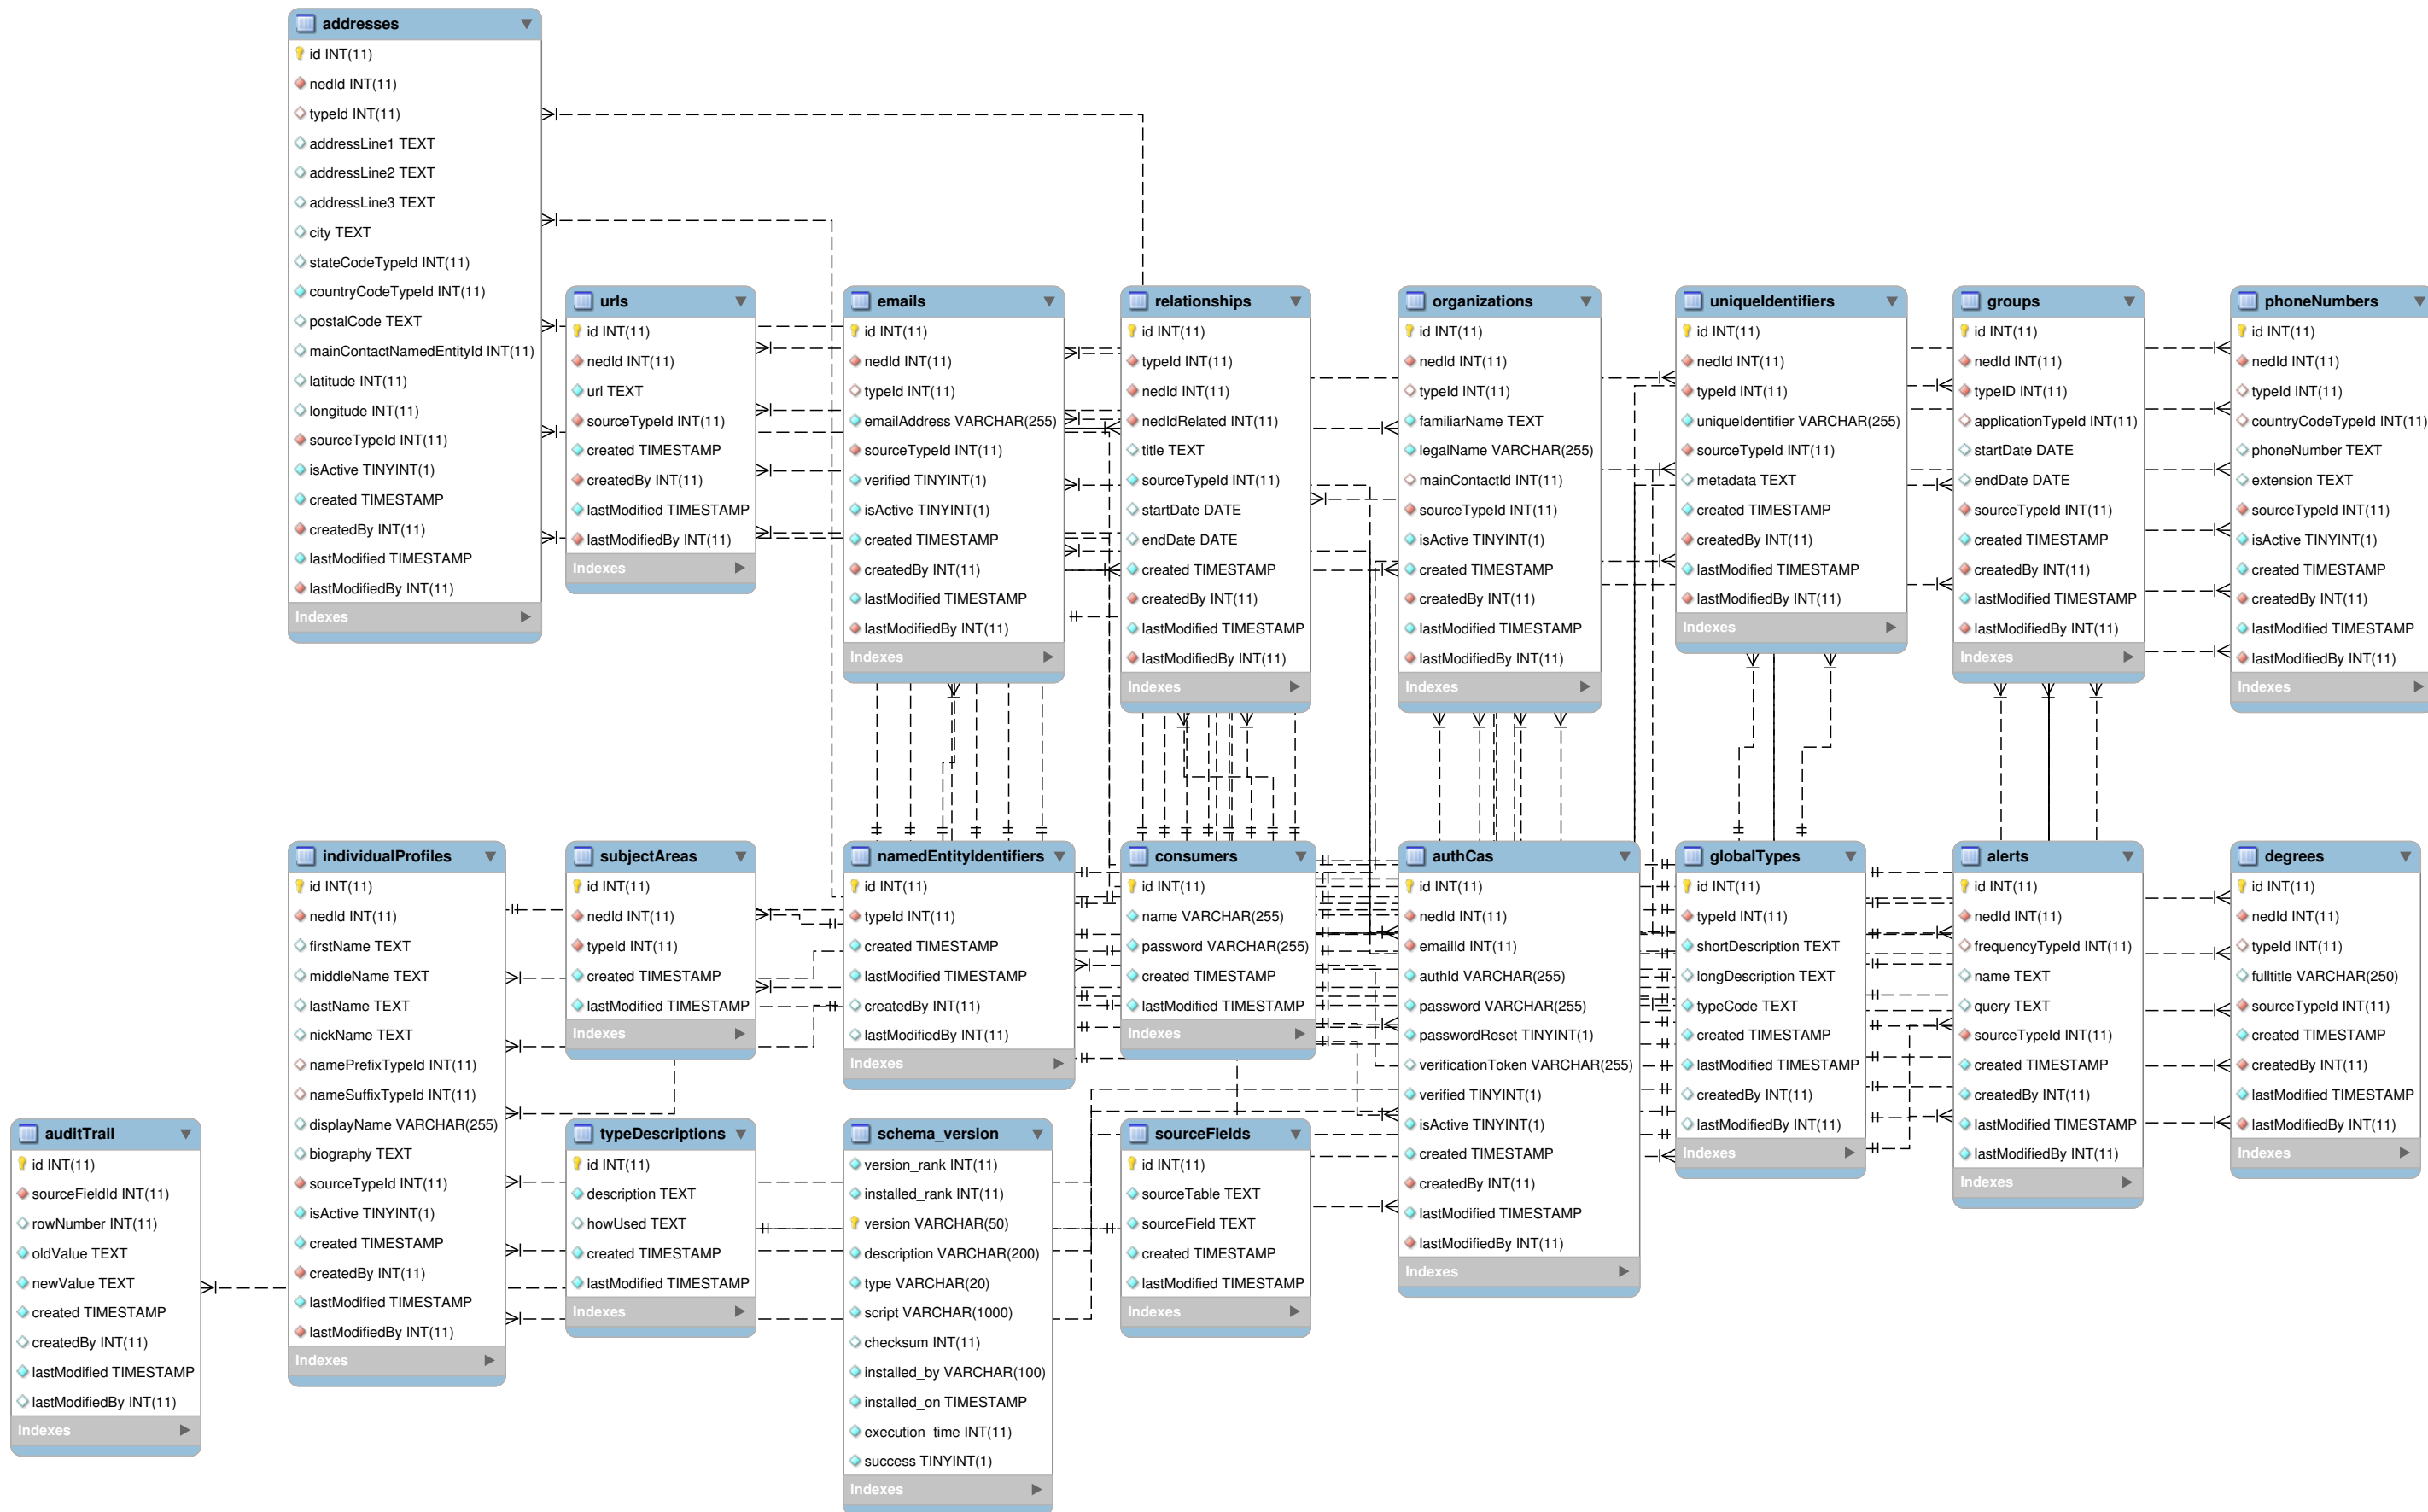 addresses
id INT(11)
nedId INT(11)
typeId INT(11)
addressLine1 TEXT
addressLine2 TEXT
addressLine3 TEXT
city TEXT
stateCodeTypeId INT(11)
countryCodeTypeId INT(11)
postalCode TEXT
mainContactNamedEntityId INT(11)
latitude INT(11)
longitude INT(11)
sourceTypeId INT(11)
isActive TINYINT(1)
created TIMESTAMP
createdBy INT(11)
lastModified TIMESTAMP
lastModifiedBy INT(11)
Indexes
urls
id INT(11)
nedId INT(11)
url TEXT
sourceTypeId INT(11)
created TIMESTAMP
createdBy INT(11)
lastModified TIMESTAMP
lastModifiedBy INT(11)
Indexes
emails
id INT(11)
nedId INT(11)
typeId INT(11)
emailAddress VARCHAR(255)
sourceTypeId INT(11)
verified TINYINT(1)
isActive TINYINT(1)
created TIMESTAMP
createdBy INT(11)
lastModified TIMESTAMP
lastModifiedBy INT(11)
Indexes
relationships
id INT(11)
typeId INT(11)
nedId INT(11)
nedIdRelated INT(11)
title TEXT
sourceTypeId INT(11)
startDate DATE
endDate DATE
created TIMESTAMP
createdBy INT(11)
lastModified TIMESTAMP
lastModifiedBy INT(11)
Indexes
organizations
id INT(11)
nedId INT(11)
typeId INT(11)
familiarName TEXT
legalName VARCHAR(255)
mainContactId INT(11)
sourceTypeId INT(11)
isActive TINYINT(1)
created TIMESTAMP
createdBy INT(11)
lastModified TIMESTAMP
lastModifiedBy INT(11)
Indexes
uniqueIdentifiers
id INT(11)
nedId INT(11)
typeId INT(11)
uniqueIdentifier VARCHAR(255)
sourceTypeId INT(11)
metadata TEXT
created TIMESTAMP
createdBy INT(11)
lastModified TIMESTAMP
lastModifiedBy INT(11)
Indexes
groups
id INT(11)
nedId INT(11)
typeID INT(11)
applicationTypeId INT(11)
startDate DATE
endDate DATE
sourceTypeId INT(11)
created TIMESTAMP
createdBy INT(11)
lastModified TIMESTAMP
lastModifiedBy INT(11)
Indexes
phoneNumbers
id INT(11)
nedId INT(11)
typeId INT(11)
countryCodeTypeId INT(11)
phoneNumber TEXT
extension TEXT
sourceTypeId INT(11)
isActive TINYINT(1)
created TIMESTAMP
createdBy INT(11)
lastModified TIMESTAMP
lastModifiedBy INT(11)
Indexes
individualProfiles
id INT(11)
nedId INT(11)
firstName TEXT
middleName TEXT
lastName TEXT
nickName TEXT
namePrefixTypeId INT(11)
nameSuffixTypeId INT(11)
displayName VARCHAR(255)
biography TEXT
sourceTypeId INT(11)
isActive TINYINT(1)
created TIMESTAMP
createdBy INT(11)
lastModified TIMESTAMP
lastModifiedBy INT(11)
Indexes
subjectAreas
id INT(11)
nedId INT(11)
typeId INT(11)
created TIMESTAMP
lastModified TIMESTAMP
Indexes
namedEntityIdentifiers
id INT(11)
typeId INT(11)
created TIMESTAMP
lastModified TIMESTAMP
createdBy INT(11)
lastModifiedBy INT(11)
Indexes
consumers
id INT(11)
name VARCHAR(255)
password VARCHAR(255)
created TIMESTAMP
lastModified TIMESTAMP
Indexes
authCas
id INT(11)
nedId INT(11)
emailId INT(11)
authId VARCHAR(255)
password VARCHAR(255)
passwordReset TINYINT(1)
verificationToken VARCHAR(255)
verified TINYINT(1)
isActive TINYINT(1)
created TIMESTAMP
createdBy INT(11)
lastModified TIMESTAMP
lastModifiedBy INT(11)
Indexes
globalTypes
id INT(11)
typeId INT(11)
shortDescription TEXT
longDescription TEXT
typeCode TEXT
created TIMESTAMP
lastModified TIMESTAMP
createdBy INT(11)
lastModifiedBy INT(11)
Indexes
alerts
id INT(11)
nedId INT(11)
frequencyTypeId INT(11)
name TEXT
query TEXT
sourceTypeId INT(11)
created TIMESTAMP
createdBy INT(11)
lastModified TIMESTAMP
lastModifiedBy INT(11)
Indexes
degrees
id INT(11)
nedId INT(11)
typeId INT(11)
fulltitle VARCHAR(250)
sourceTypeId INT(11)
created TIMESTAMP
createdBy INT(11)
lastModified TIMESTAMP
lastModifiedBy INT(11)
Indexes
auditTrail
id INT(11)
sourceFieldId INT(11)
rowNumber INT(11)
oldValue TEXT
newValue TEXT
created TIMESTAMP
createdBy INT(11)
lastModified TIMESTAMP
lastModifiedBy INT(11)
Indexes
typeDescriptions
id INT(11)
description TEXT
howUsed TEXT
created TIMESTAMP
lastModified TIMESTAMP
Indexes
schema_version
version_rank INT(11)
installed_rank INT(11)
version VARCHAR(50)
description VARCHAR(200)
type VARCHAR(20)
script VARCHAR(1000)
checksum INT(11)
installed_by VARCHAR(100)
installed_on TIMESTAMP
execution_time INT(11)
success TINYINT(1)
Indexes
sourceFields
id INT(11)
sourceTable TEXT
sourceField TEXT
created TIMESTAMP
lastModified TIMESTAMP
Indexes